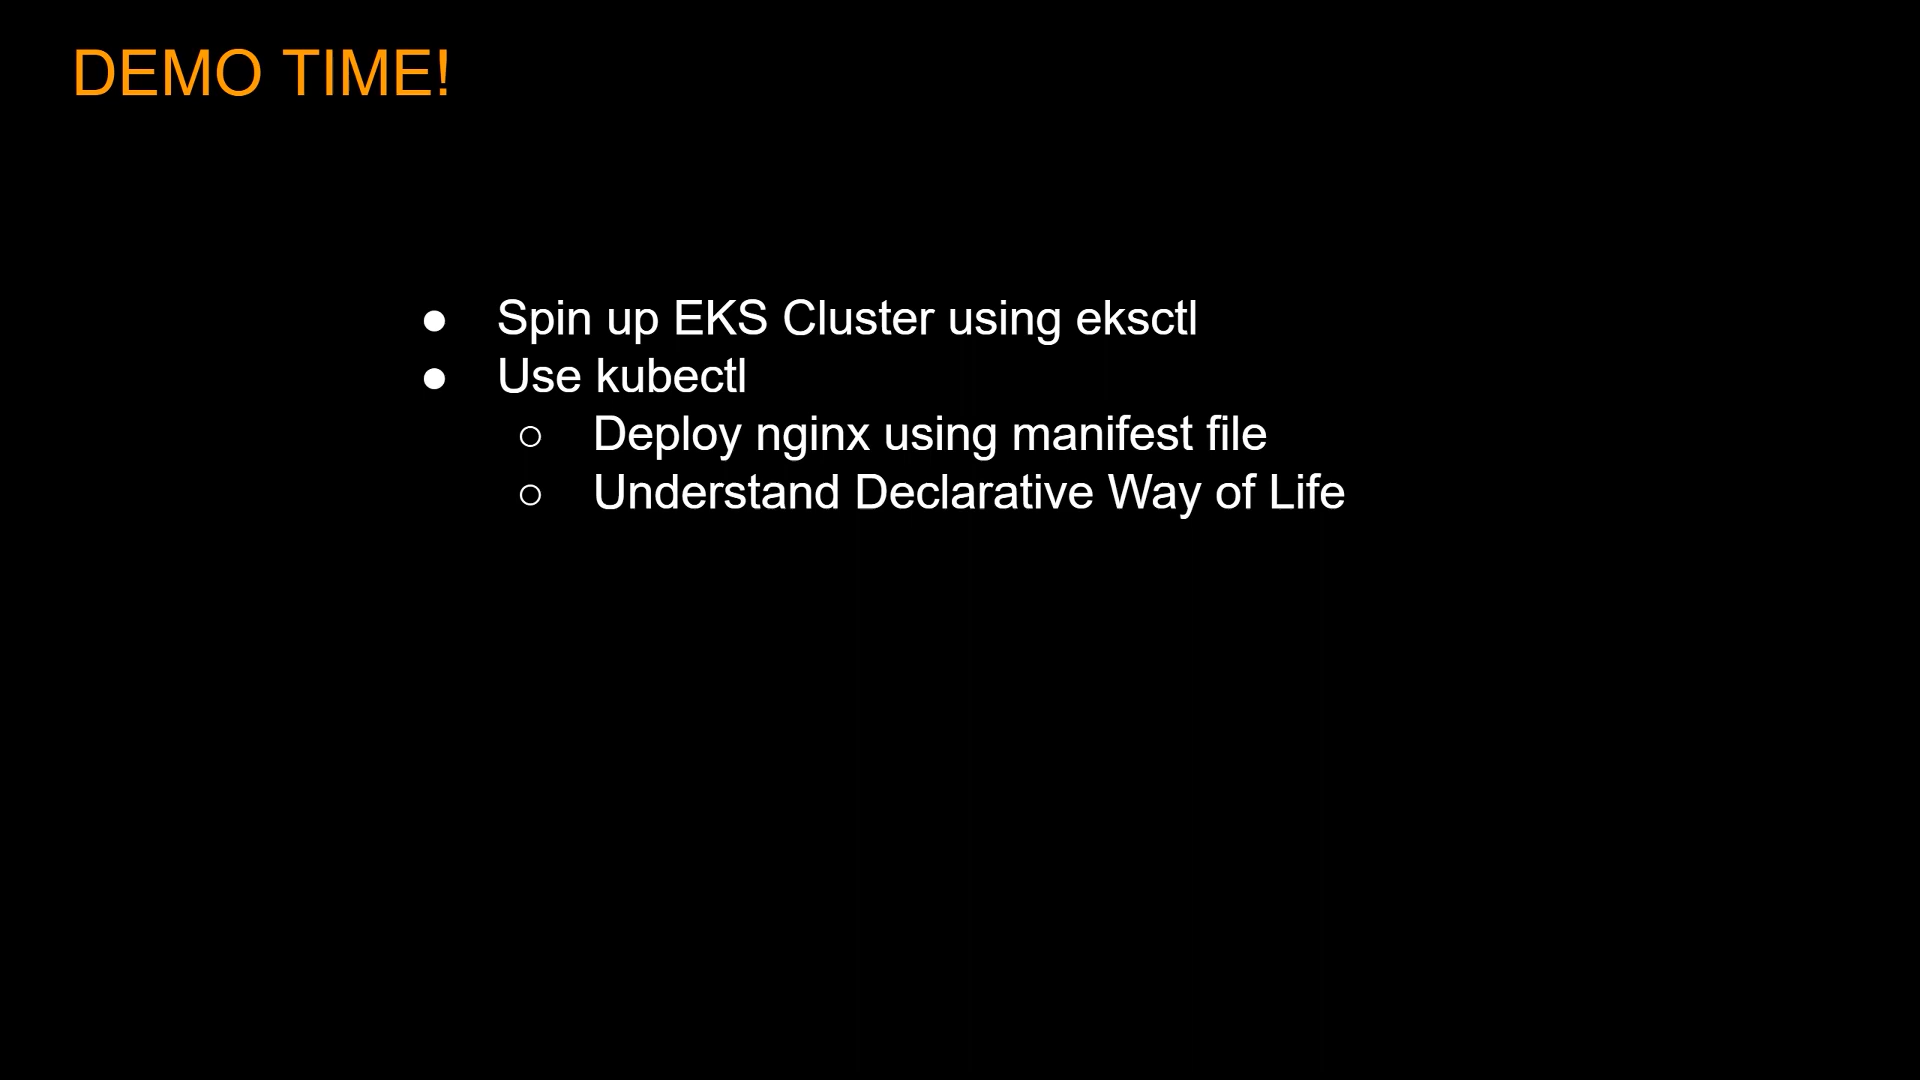 DEMO TIME!
● Spin up EKS Cluster using eksctl
● Use kubectl
○ Deploy nginx using manifest file
○ Understand Declarative Way of Life